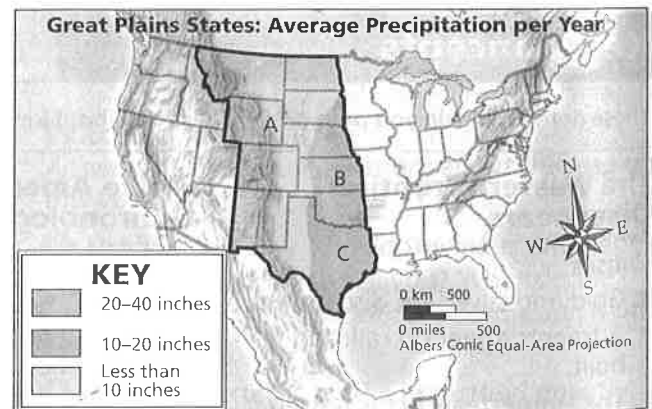 Great Plains States: Average Precipitation per Year
A
B
C
N
W E
S
KEY
20–40 inches
10–20 inches
Less than
10 inches
0 km 500
0 miles 500
Albers Conic Equal-Area Projection